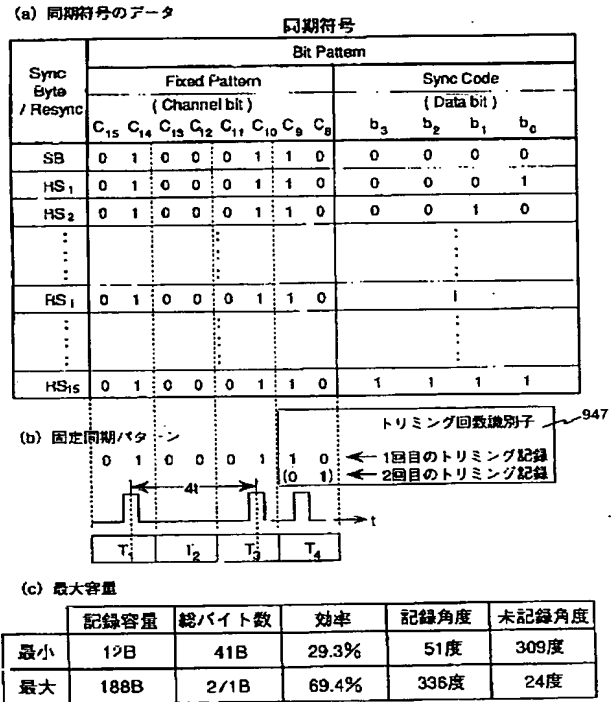 (a) 同期符号のデータ
同期符号
Sync Byte / Resync
Bit Pattern
Fixed Pattern (Channel bit)
Sync Code (Data bit)
C15 C14 C13 C12 C11 C10 C9 C8 b3 b2 b1 b0
SB 0 1 0 0 0 1 1 0 0 0 0 0
RS1 0 1 0 0 0 1 1 0 0 0 0 1
RS2 0 1 0 0 0 1 1 0 0 0 1 0
RSI 0 1 0 0 0 1 1 0 I
RS15 0 1 0 0 0 1 1 0 1 1 1 1
トリミング回数識別子 947
(b) 固定同期パターン
0 1 0 0 0 1 1 0 ← 1回目のトリミング記録
(0 1) ← 2回目のトリミング記録
4t
t
T1 T2 T3 T4
(c) 最大容量
記録容量 総バイト数 効率 記録角度 未記録角度
最小 12B 41B 29.3% 51度 309度
最大 188B 2/1B 69.4% 336度 24度